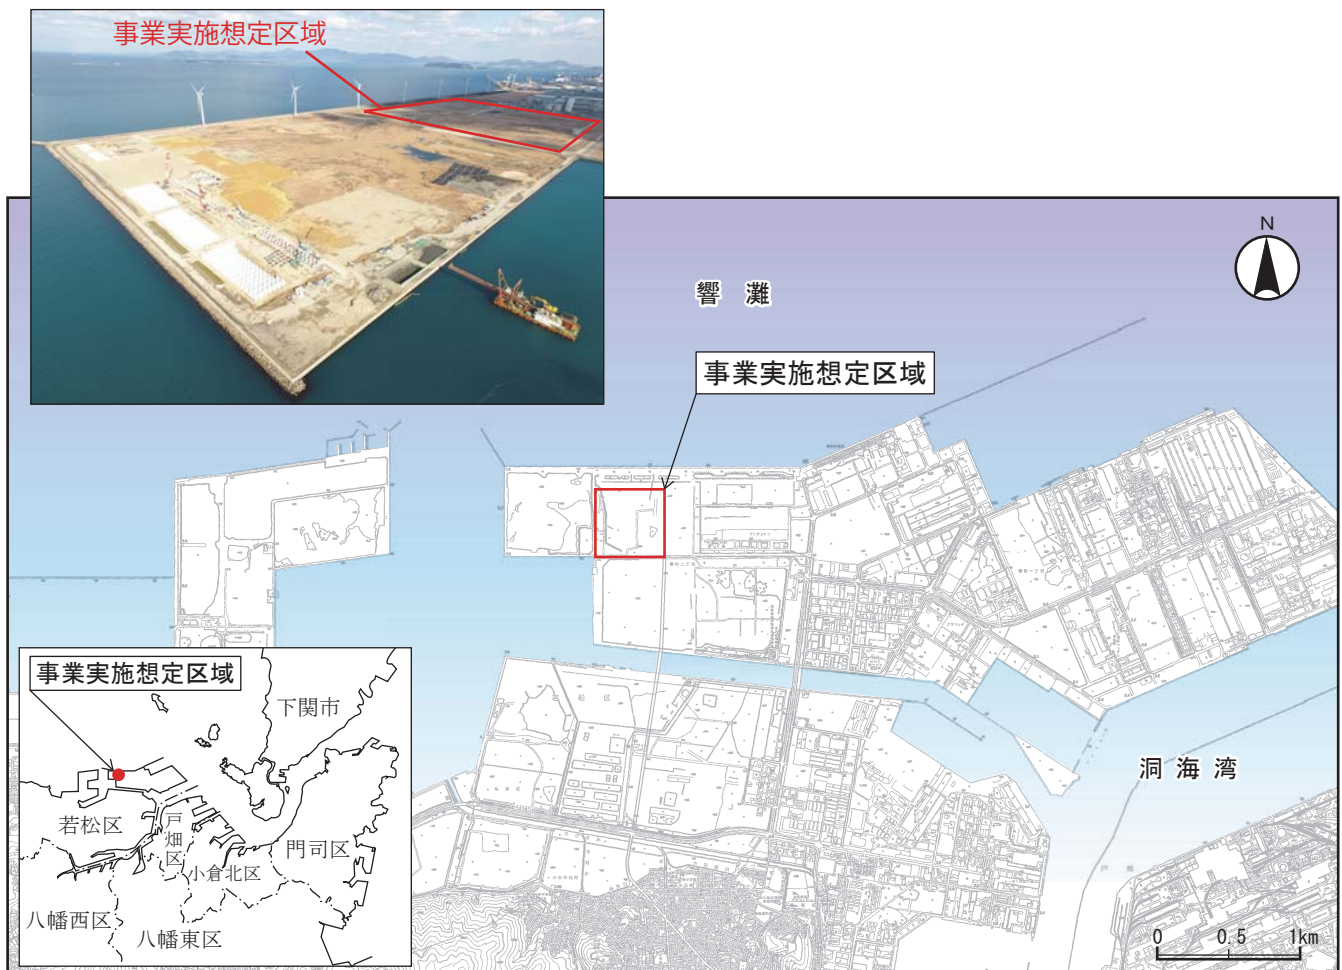 事業実施想定区域
N
響 灘
事業実施想定区域
事業実施想定区域
下関市
若松区
戸畑区
門司区
小倉北区
八幡西区
八幡東区
洞 海 湾
0 0.5 1km